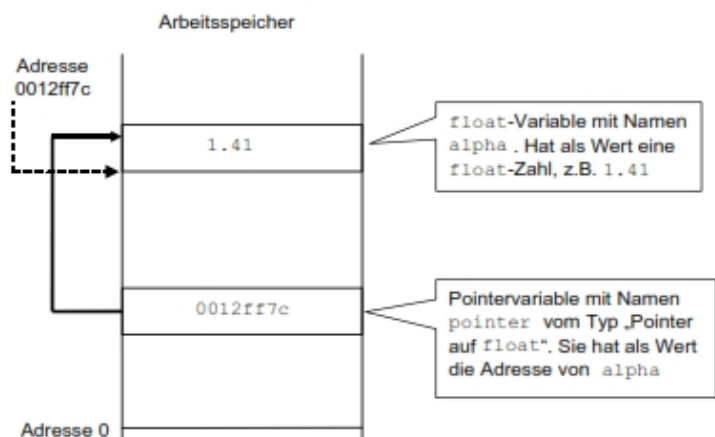 Arbeitsspeicher
Adresse
0012ff7c
1.41
float-Variable mit Namen
alpha . Hat als Wert eine
float-Zahl, z.B. 1.41
0012ff7c
Pointervariable mit Namen
pointer vom Typ „Pointer
auf float“. Sie hat als Wert
die Adresse von alpha
Adresse 0